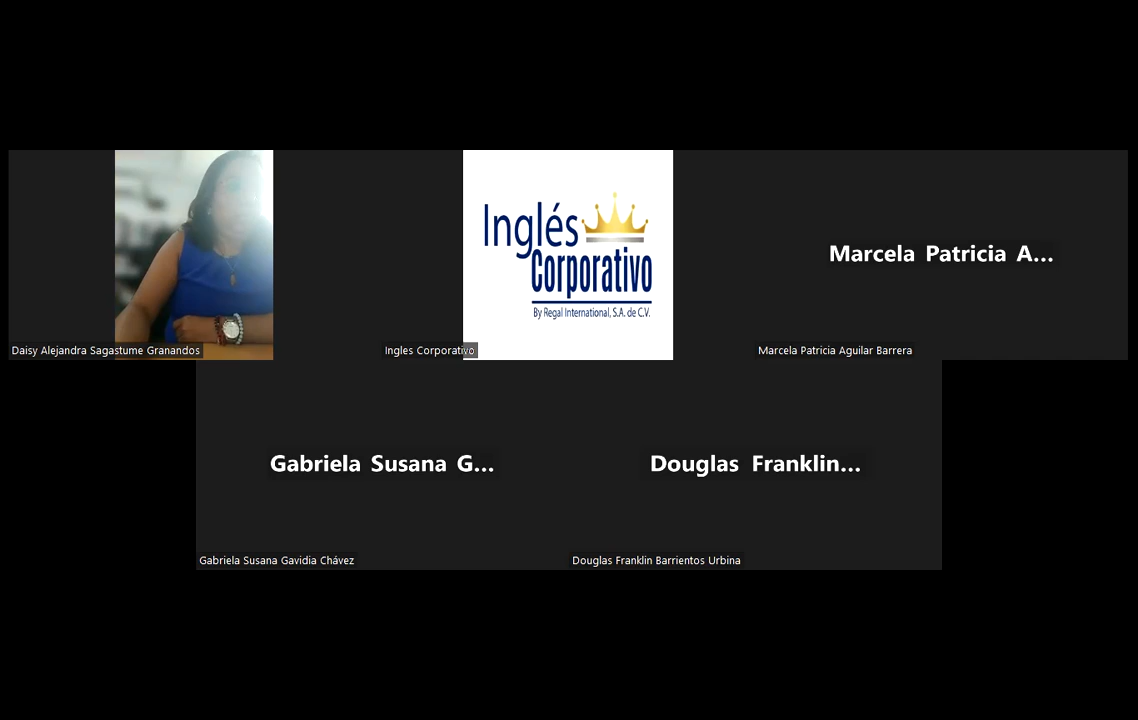 Inglés
Corporativo
By Regal International, S.A. de C.V.
Marcela Patricia A...
Daisy Alejandra Sagastume Granandos
Ingles Corporativo
Marcela Patricia Aguilar Barrera
Gabriela Susana G...
Douglas Franklin...
Gabriela Susana Gavidia Chávez
Douglas Franklin Barrientos Urbina